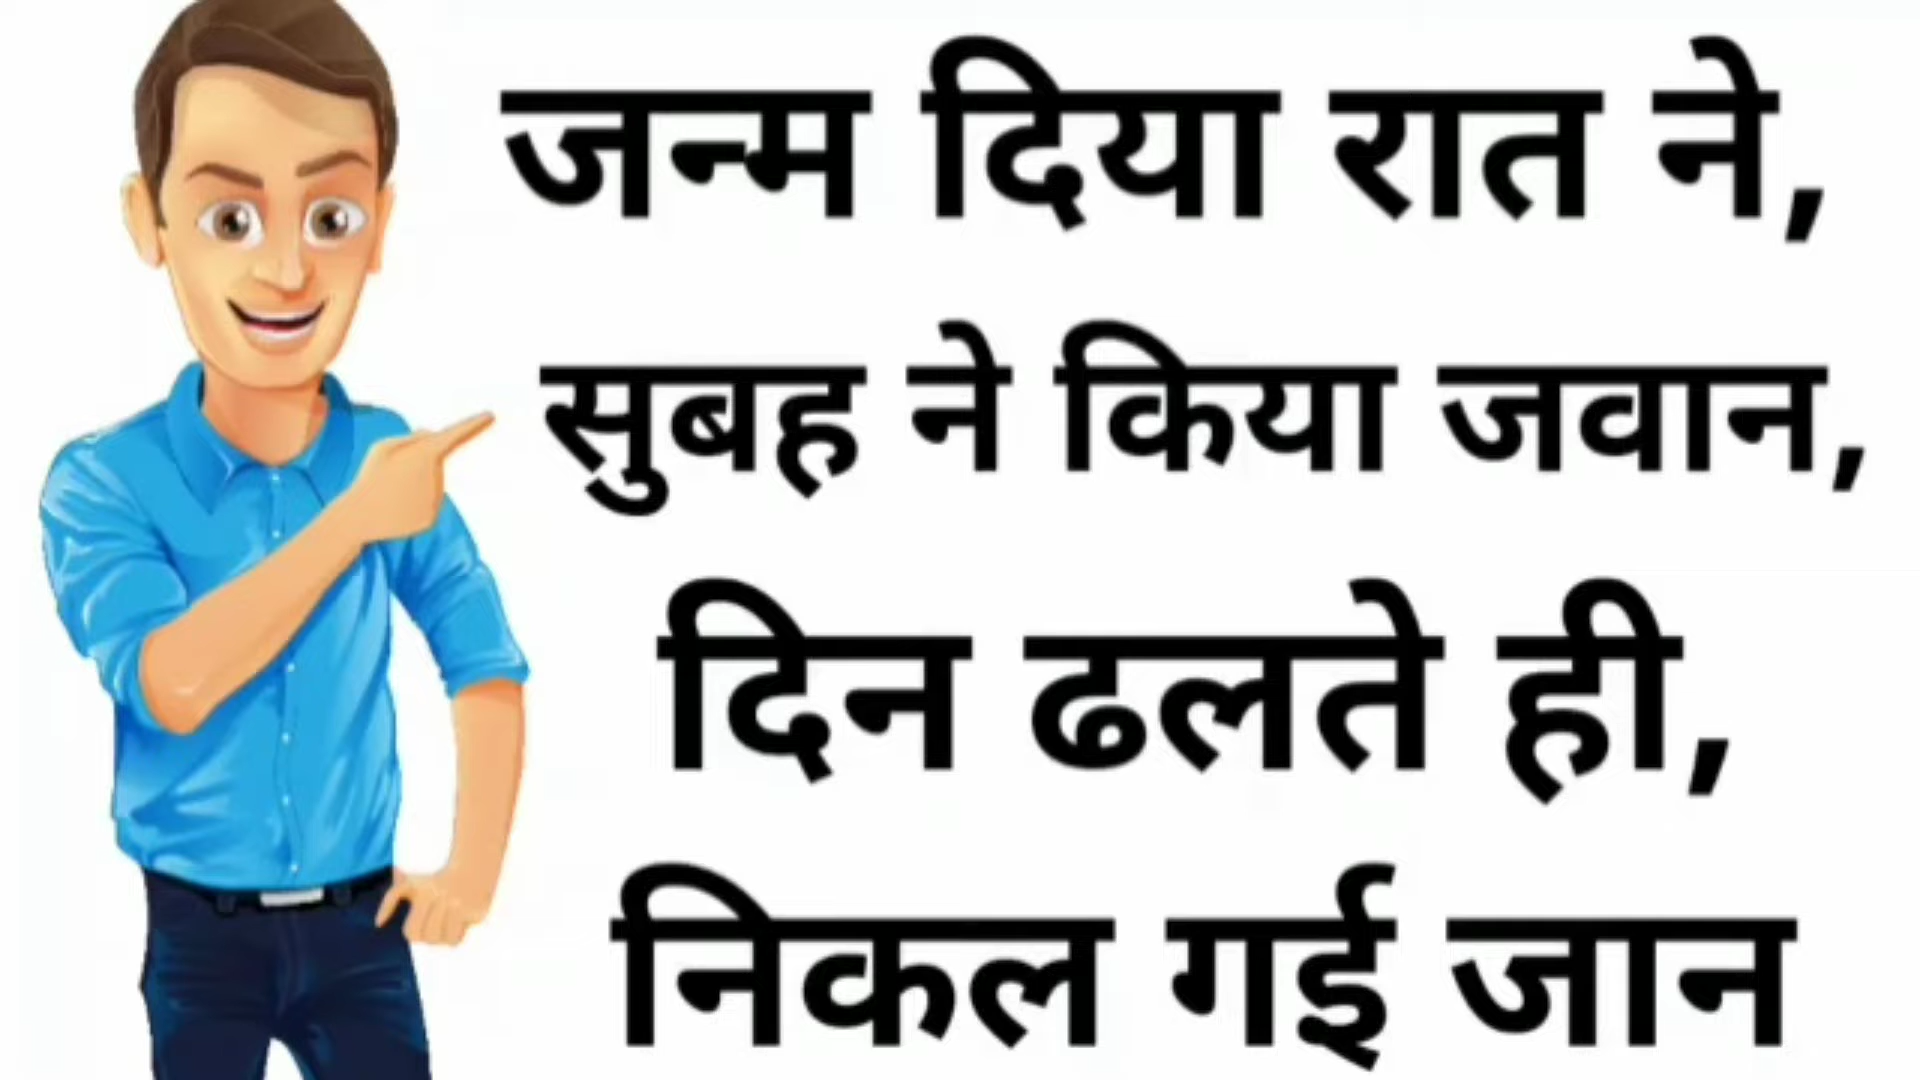 जन्म दिया रात ने,
सुबह ने किया जवान,
दिन ढलते ही,
निकल गई जान